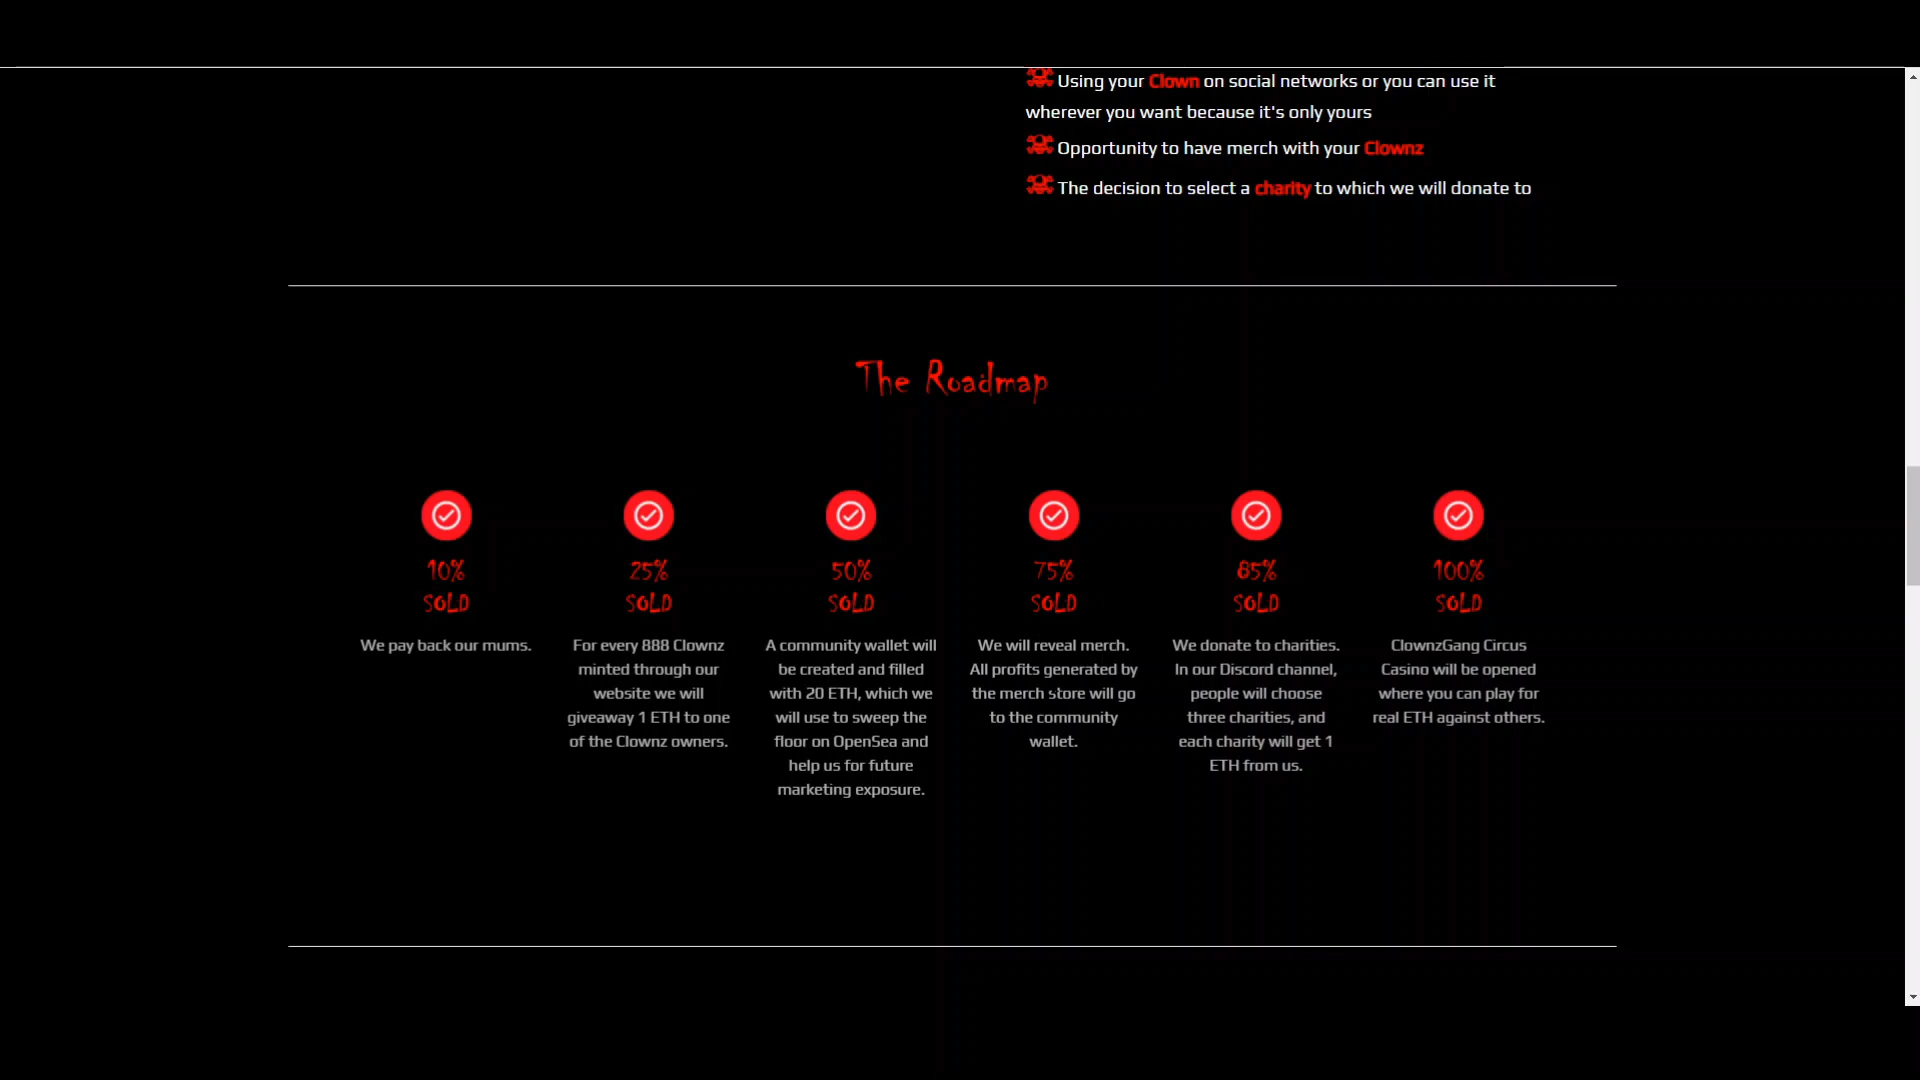 Using your Clown on social networks or you can use it
wherever you want because it's only yours
Opportunity to have merch with your Clownz
The decision to select a charity to which we will donate to
The Roadmap
10%
SOLD
We pay back our mums.
25%
SOLD
For every 888 Clownz
minted through our
website we will
giveaway 1 ETH to one
of the Clownz owners.
50%
SOLD
A community wallet will
be created and filled
with 20 ETH, which we
will use to sweep the
floor on OpenSea and
help us for future
marketing exposure.
75%
SOLD
We will reveal merch.
All profits generated by
the merch store will go
to the community
wallet.
85%
SOLD
We donate to charities.
In our Discord channel,
people will choose
three charities, and
each charity will get 1
ETH from us.
100%
SOLD
ClownzGang Circus
Casino will be opened
where you can play for
real ETH against others.